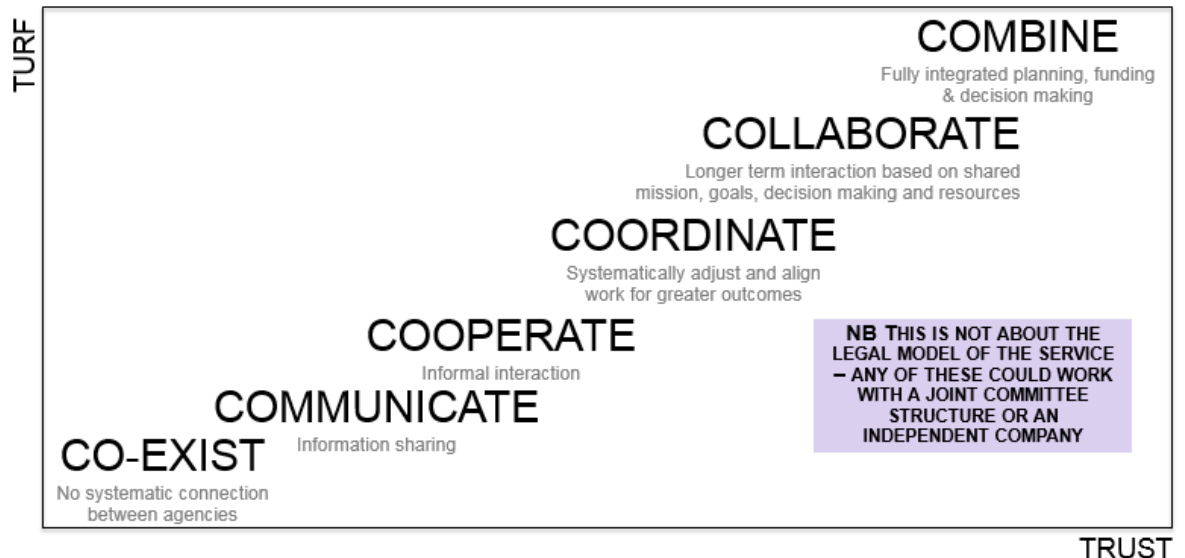 TURF
COMBINE
Fully integrated planning, funding
& decision making
COLLABORATE
Longer term interaction based on shared
mission, goals, decision making and resources
COORDINATE
Systematically adjust and align
work for greater outcomes
COOPERATE
Informal interaction
NB THIS IS NOT ABOUT THE
LEGAL MODEL OF THE SERVICE
– ANY OF THESE COULD WORK
WITH A JOINT COMMITTEE
STRUCTURE OR AN
INDEPENDENT COMPANY
COMMUNICATE
Information sharing
CO-EXIST
No systematic connection
between agencies
TRUST